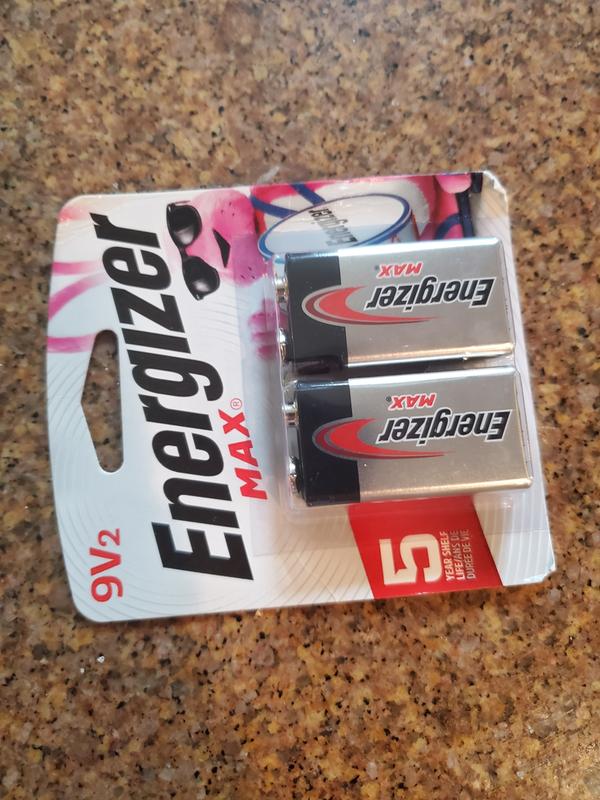 9V2
Energizer
MAX®
Energizer
Energizer
MAX®
Energizer
MAX®
5
YEAR SHELF
LIFE/ANS DE
DURÉE DE VIE